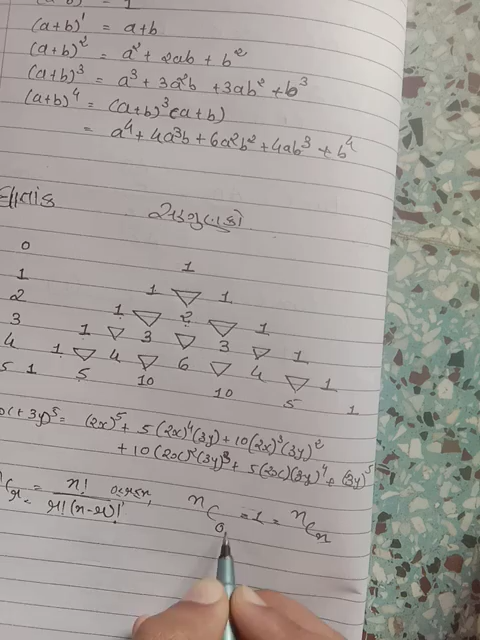 (a+b)⁰ = 1
(a+b)¹ = a+b
(a+b)² = a² + 2ab + b²
(a+b)³ = a³ + 3a²b + 3ab² + b³
(a+b)⁴ = (a+b)³(a+b)
= a⁴ + 4a³b + 6a²b² + 4ab³ + b⁴
0 1
1 1 1
2 1 2 1
3 1 3 3 1
4 1 4 6 4 1
5 1 5 10 10 5 1
x + 3y)⁵ = (2x)⁵ + 5(2x)⁴(3y) + 10(2x)³(3y)²
+ 10(2x)²(3y)³ + 5(2x)(3y)⁴ + (3y)⁵
ⁿCᵣ = n! / r!(n-r)! 0≤r≤n, ⁿC₀ = 1 = ⁿCₙ